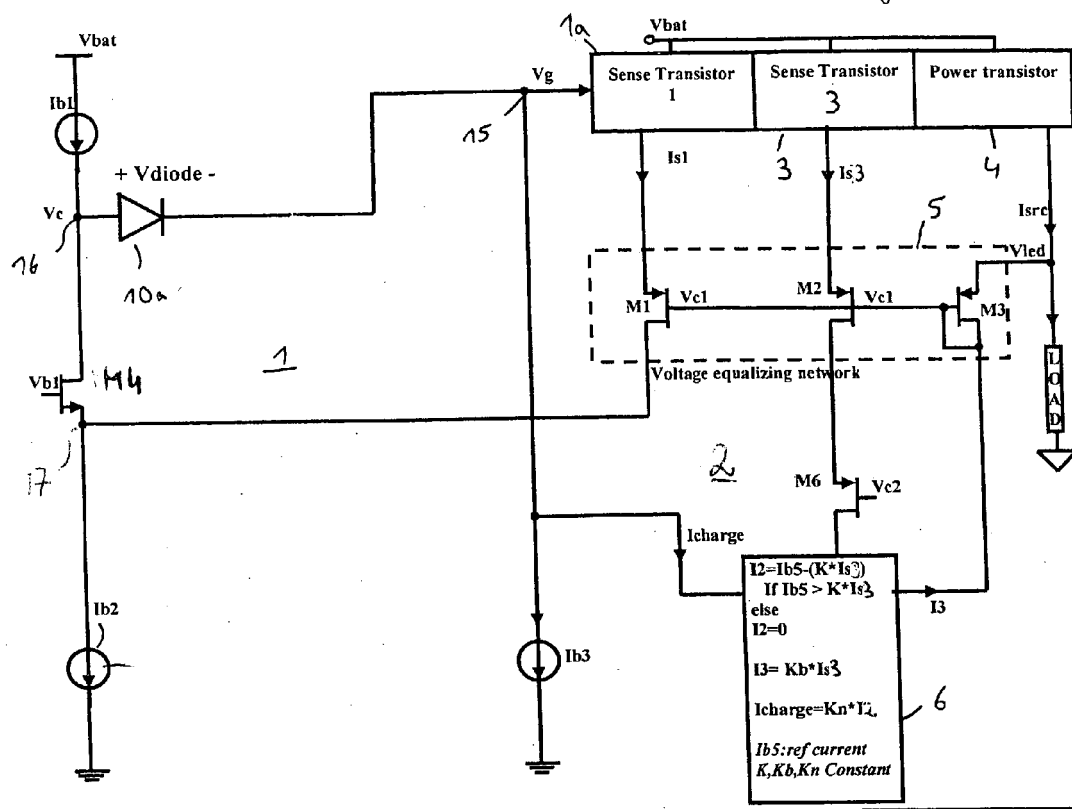 1a
Vbat
Vbat
Vg
Sense Transistor
1
Sense Transistor
3
Power transistor
Ib1
15
Is1
3
Is3
4
+ Vdiode -
Isrc
5
Vc
Vled
16
10a
M1
Vc1
M2
Vc1
M3
1
Voltage equalizing network
Vb1
M4
LOAD
17
2
M6
Vc2
Icharge
I2=Ib5-(K*Is3)
If Ib5 > K*Is3
else
I2=0
I3
Ib2
Ib3
I3= Kb*Is3
6
Icharge=Kn*I2
Ib5:ref current
K,Kb,Kn Constant